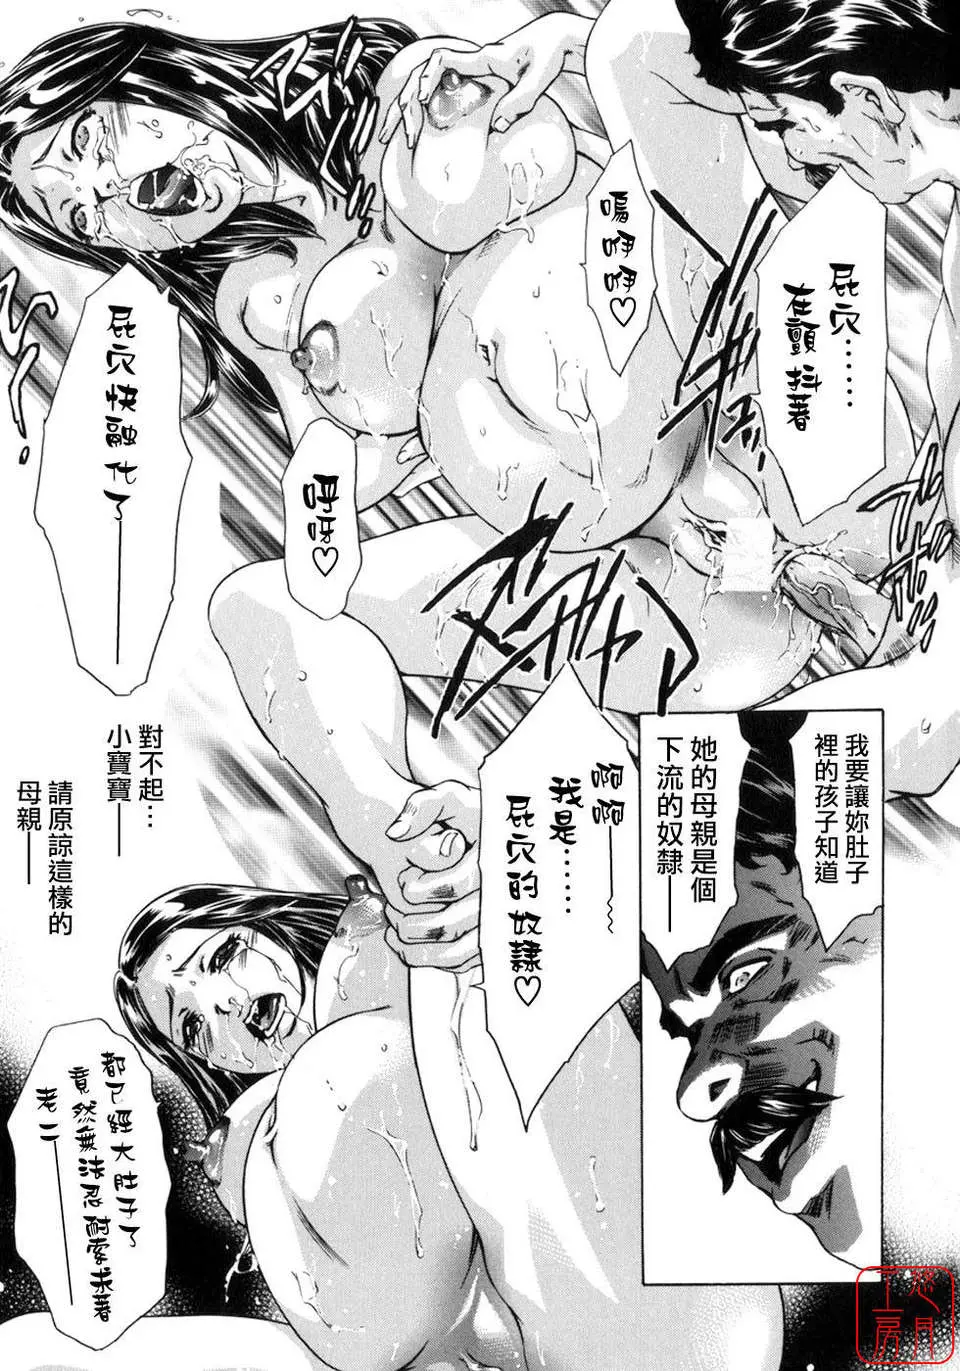 屁穴……
在顫抖著
嗚咿咿♡
屁穴快融化了——
呼呀♡
我要讓妳肚子
裡的孩子知道
她的母親是個
下流的奴隸——
啊啊——
我是……
屁穴的奴隸♡
對不起…
小寶寶——
請原諒這樣的
母親——
都已經大肚子了
竟然無法忍耐索求著
老二——